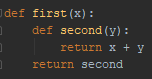 def first(x):
    def second(y):
        return x + y
    return second